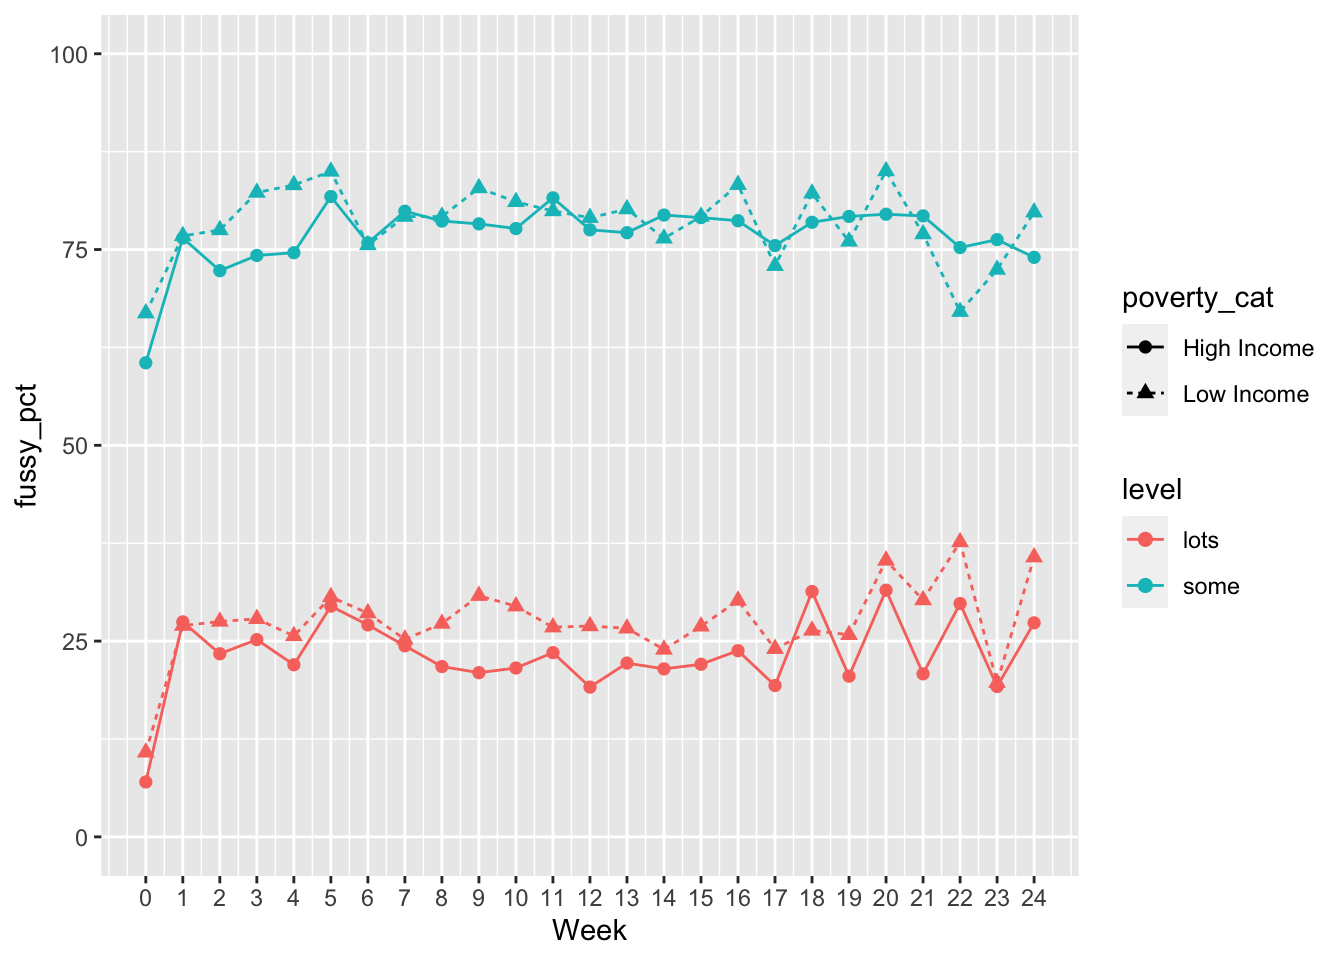 100
75
50
25
0
fussy_pct
0 1 2 3 4 5 6 7 8 9 10 11 12 13 14 15 16 17 18 19 20 21 22 23 24
Week
poverty_cat
High Income
Low Income
level
lots
some